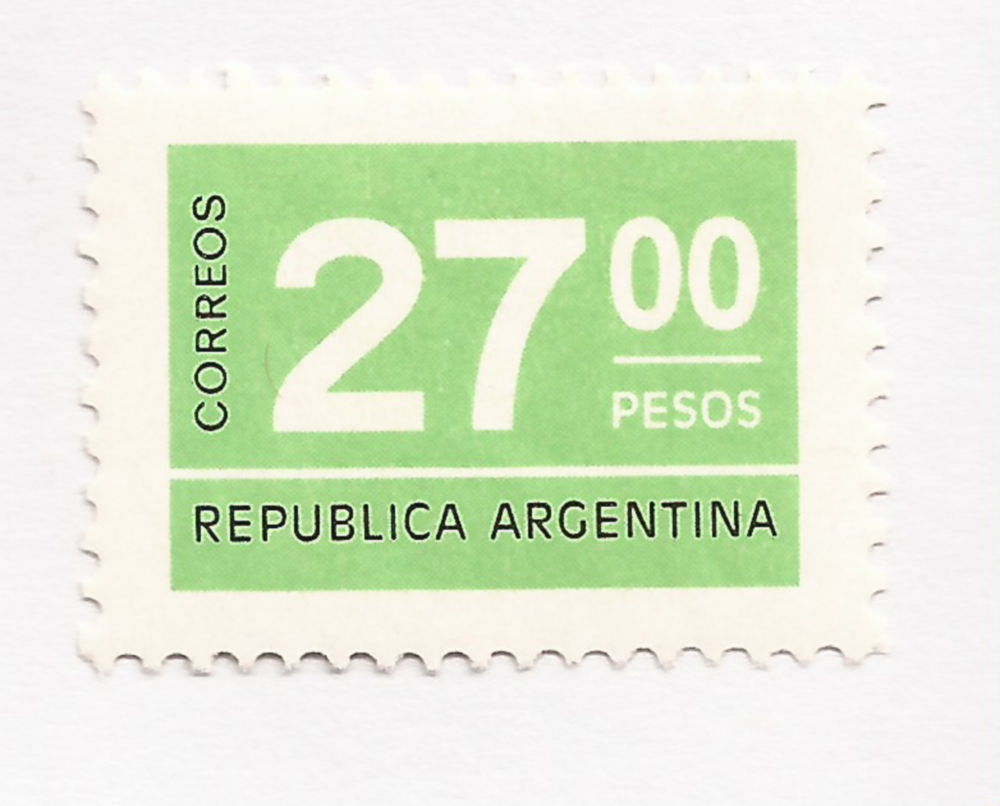 CORREOS
27 00
PESOS
REPUBLICA ARGENTINA